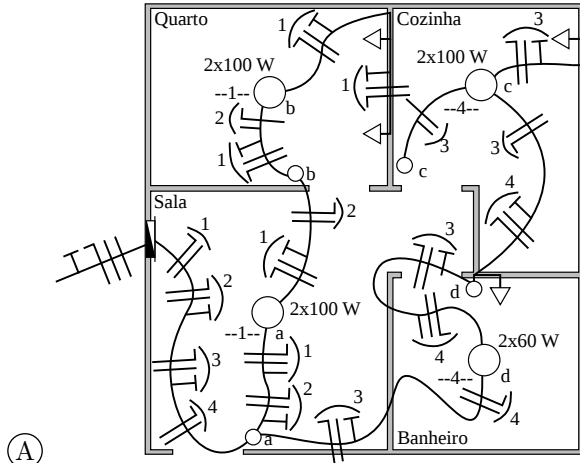 Quarto
1
Cozinha
3
2x100 W
2x100 W
--1--
b
1
c
--4--
2
3
3
1
b
c
4
Sala
1
2
3
1
2
d
2x100 W
--1--
a
2x60 W
1
4
3
--4--
d
2
3
4
4
a
Banheiro
A